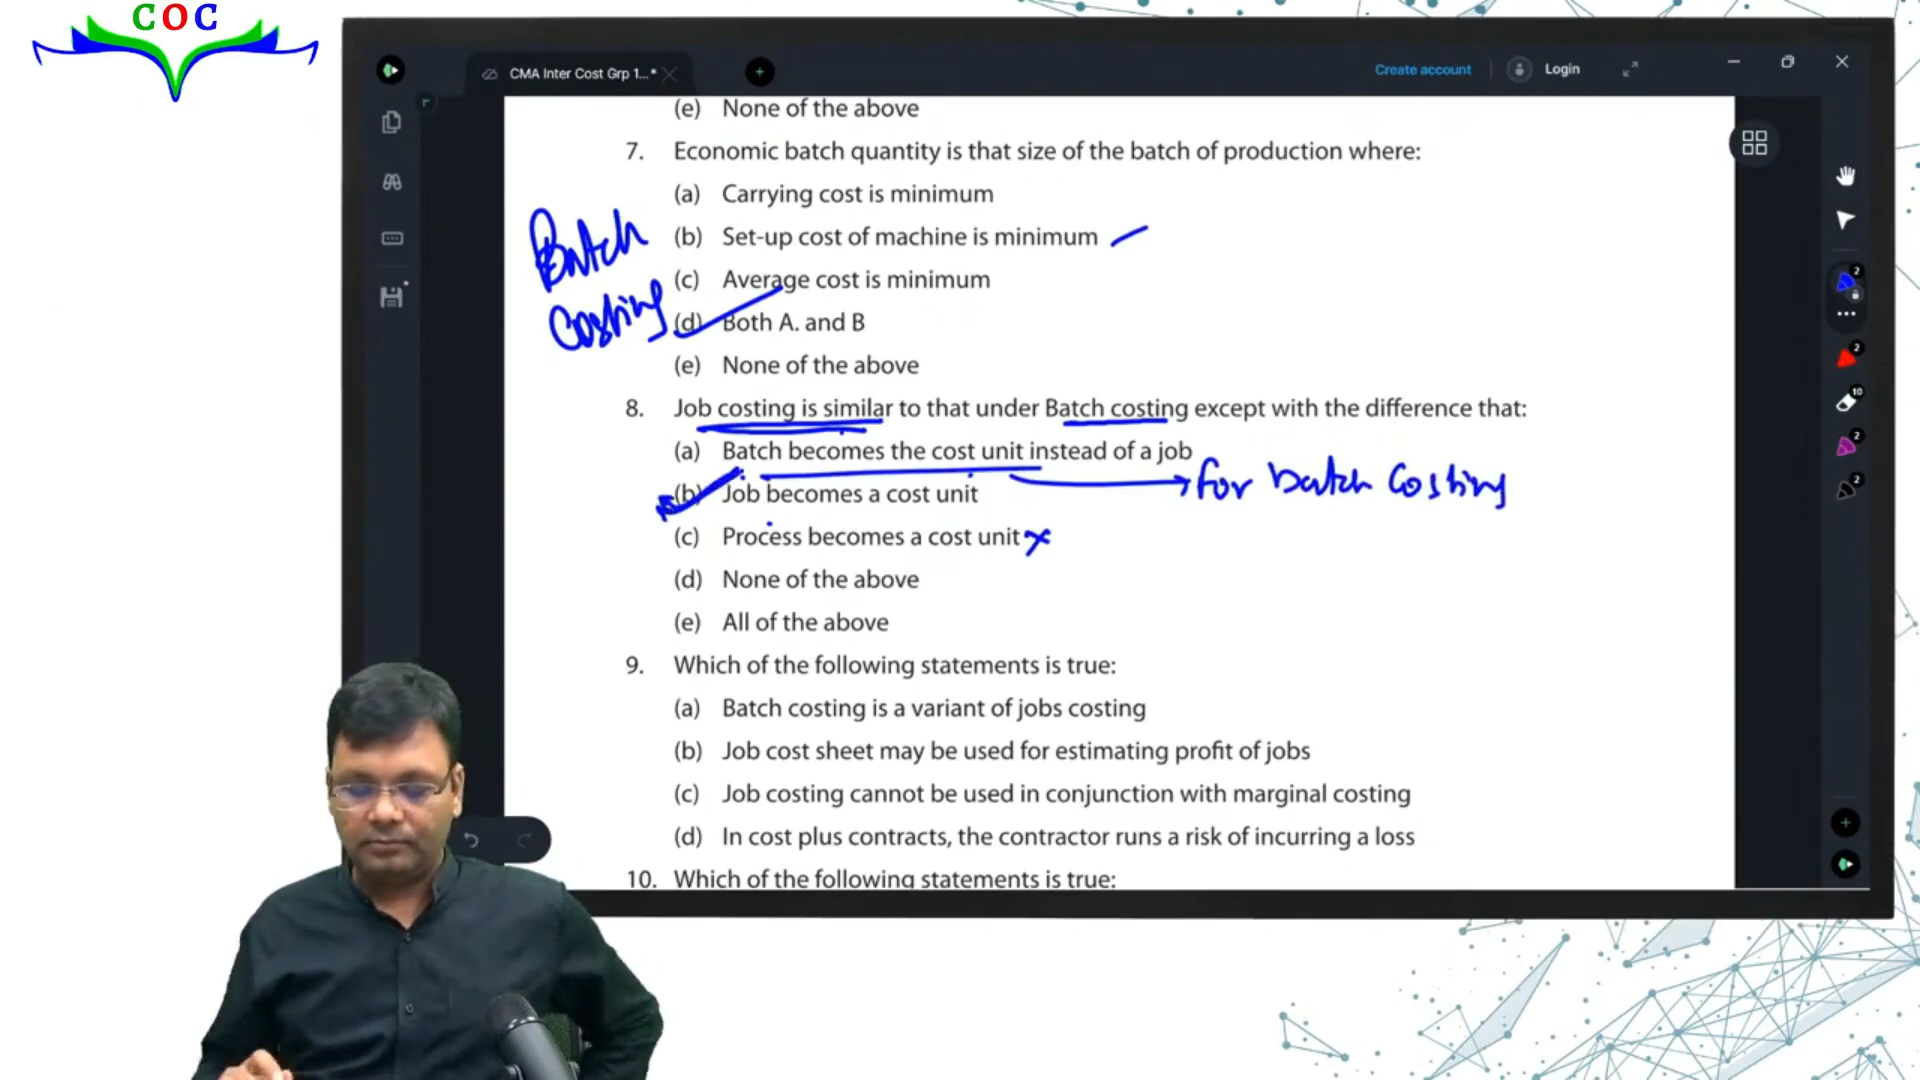 COC
CMA Inter Cost Grp 1...*
Create account
Login
(e) None of the above
7. Economic batch quantity is that size of the batch of production where:
(a) Carrying cost is minimum
(b) Set-up cost of machine is minimum
(c) Average cost is minimum
(d) Both A. and B
(e) None of the above
Batch
Costing
8. Job costing is similar to that under Batch costing except with the difference that:
(a) Batch becomes the cost unit instead of a job
for batch Costing
(b) Job becomes a cost unit
(c) Process becomes a cost unit
(d) None of the above
(e) All of the above
9. Which of the following statements is true:
(a) Batch costing is a variant of jobs costing
(b) Job cost sheet may be used for estimating profit of jobs
(c) Job costing cannot be used in conjunction with marginal costing
(d) In cost plus contracts, the contractor runs a risk of incurring a loss
10. Which of the following statements is true:
2
2
10
2
2